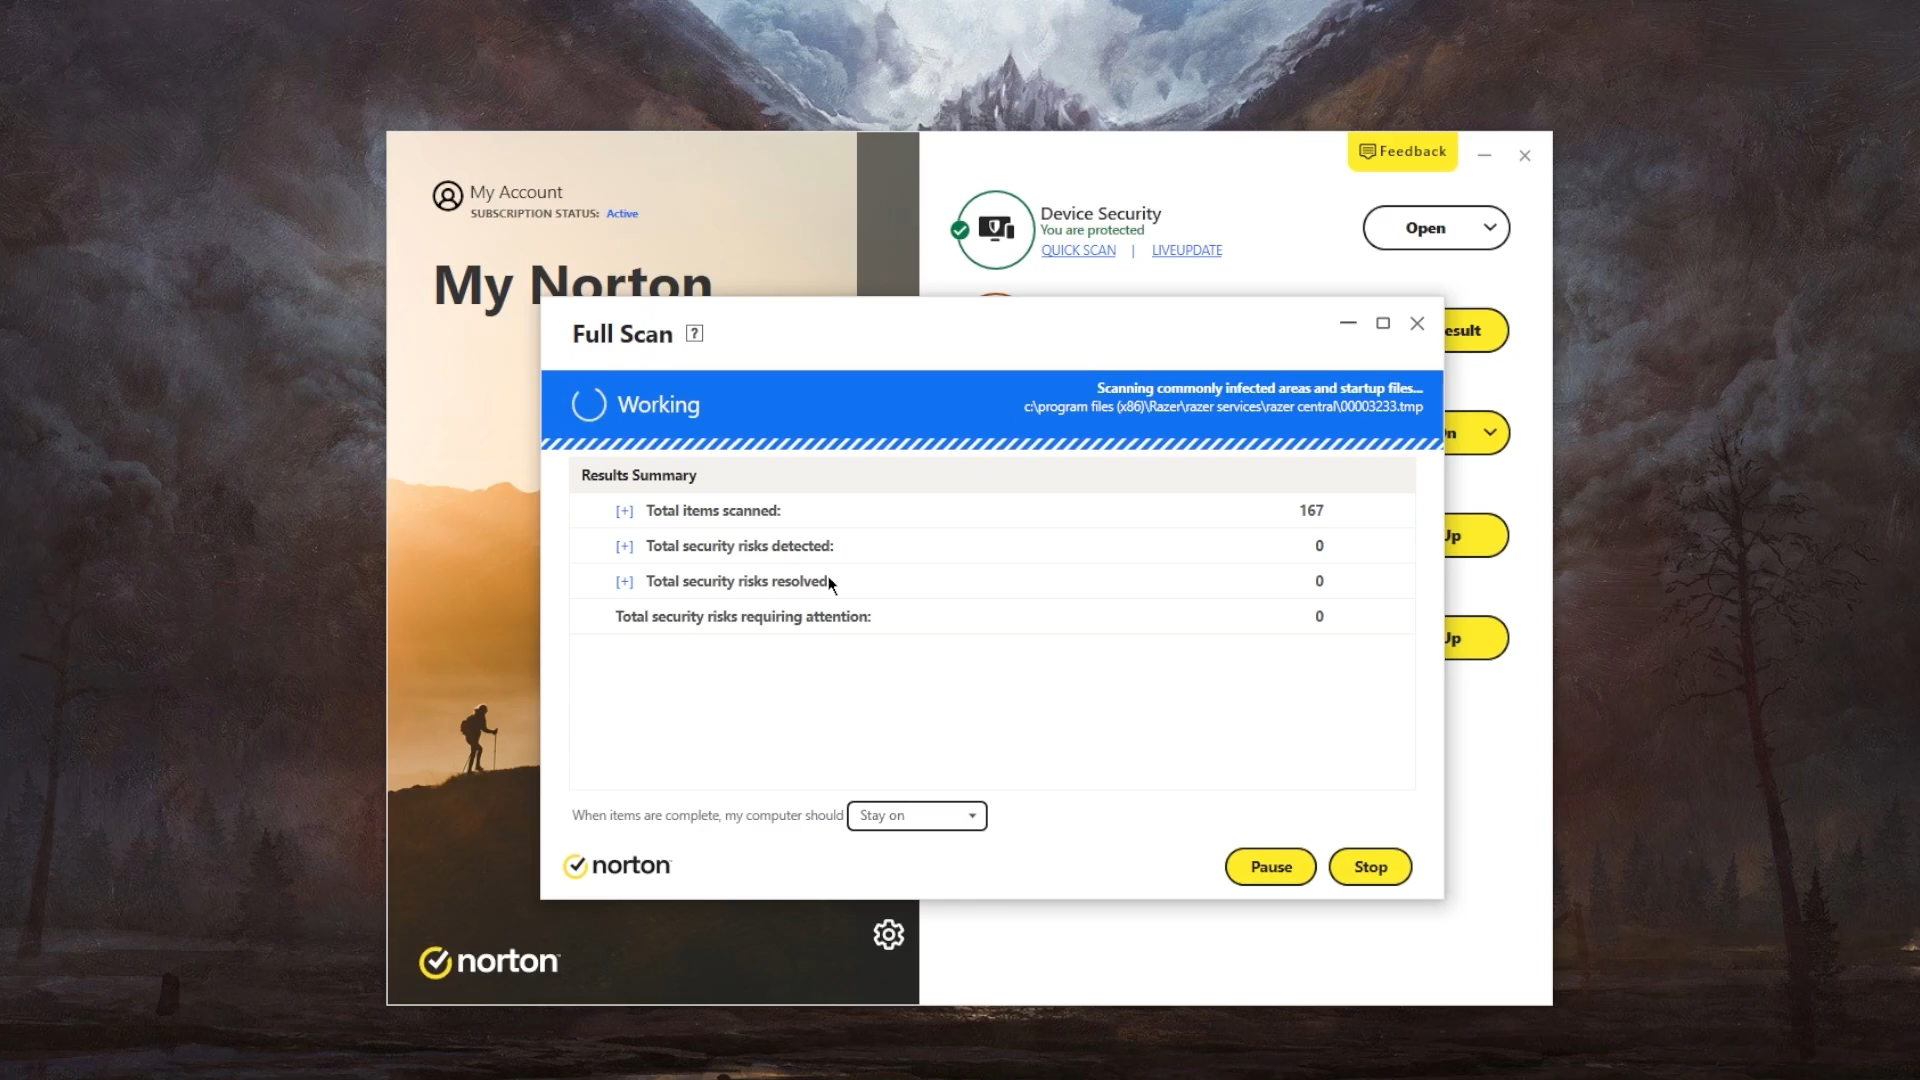 Feedback
My Account
SUBSCRIPTION STATUS: Active
My Norton
Device Security
You are protected
QUICK SCAN | LIVEUPDATE
Open
Full Scan [?]
Working
Scanning commonly infected areas and startup files...
c:\program files (x86)\Razer\razer services\razer central\00003233.tmp
Results Summary
[+] Total items scanned: 167
[+] Total security risks detected: 0
[+] Total security risks resolved: 0
Total security risks requiring attention: 0
When items are complete, my computer should Stay on
norton
Pause
Stop
norton